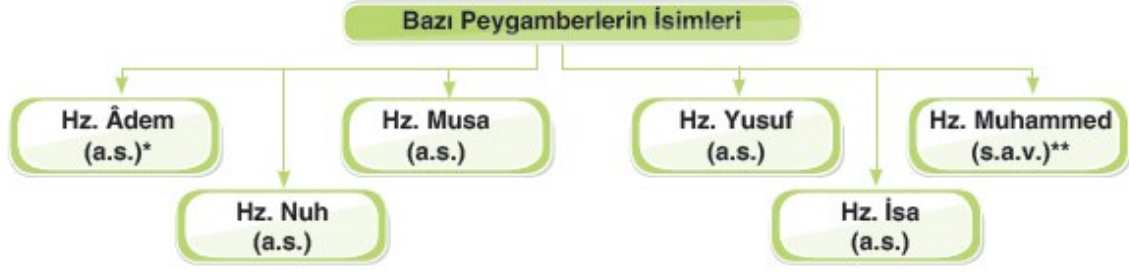 Bazı Peygamberlerin İsimleri
Hz. Âdem
(a.s.)*
Hz. Musa
(a.s.)
Hz. Yusuf
(a.s.)
Hz. Muhammed
(s.a.v.)**
Hz. Nuh
(a.s.)
Hz. İsa
(a.s.)